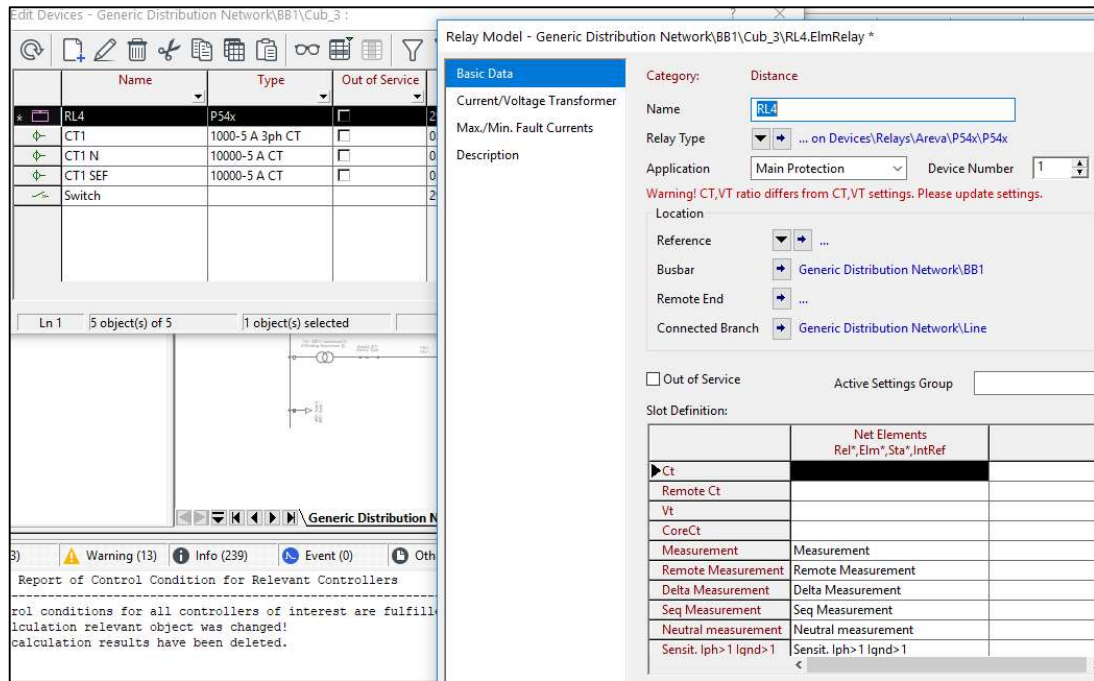 Edit Devices - Generic Distribution Network\BB1\Cub_3 :
Name Type Out of Service
RL4 P54x
CT1 1000-5 A 3ph CT
CT1 N 10000-5 A CT
CT1 SEF 10000-5 A CT
Switch
Ln 1 5 object(s) of 5 1 object(s) selected
Generic Distribution N
Warning (13) Info (239) Event (0) Oth
Report of Control Condition for Relevant Controllers
rol conditions for all controllers of interest are fulfille
lculation relevant object was changed!
calculation results have been deleted.
Relay Model - Generic Distribution Network\BB1\Cub_3\RL4.ElmRelay *
Basic Data
Current/Voltage Transformer
Max./Min. Fault Currents
Description
Category: Distance
Name RL4
Relay Type ... on Devices\Relays\Areva\P54x\P54x
Application Main Protection Device Number 1
Warning! CT,VT ratio differs from CT,VT settings. Please update settings.
Location
Reference ...
Busbar Generic Distribution Network\BB1
Remote End ...
Connected Branch Generic Distribution Network\Line
Out of Service Active Settings Group
Slot Definition:
Net Elements
Rel*,Elm*,Sta*,IntRef
Ct
Remote Ct
Vt
CoreCt
Measurement Measurement
Remote Measurement Remote Measurement
Delta Measurement Delta Measurement
Seq Measurement Seq Measurement
Neutral measurement Neutral measurement
Sensit. Iph>1 Ignd>1 Sensit. Iph>1 Ignd>1